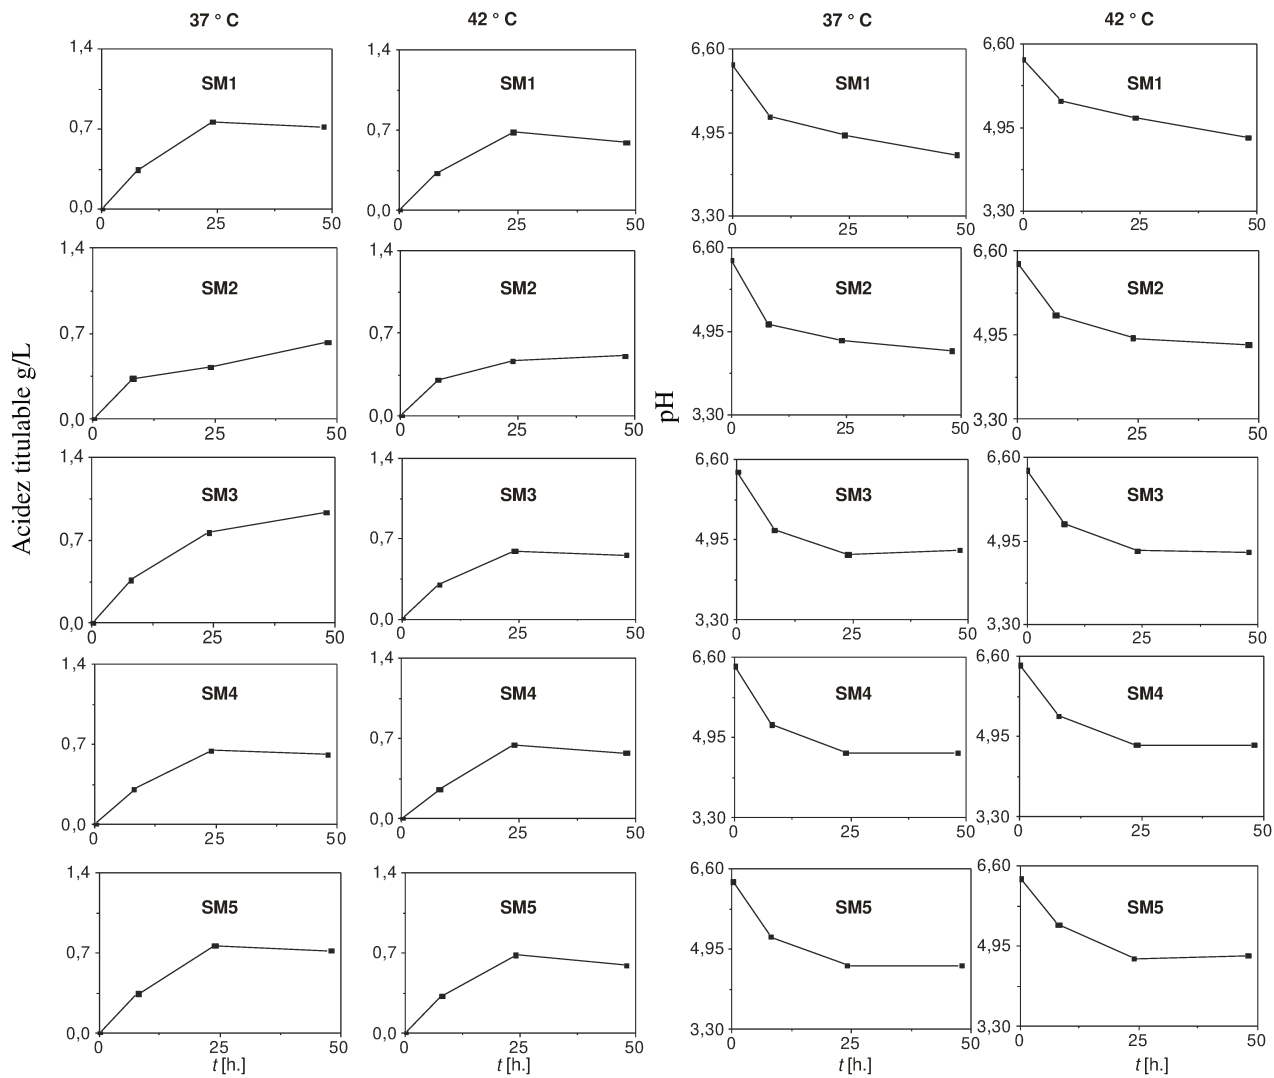 37 ° C 42 ° C 37 ° C 42 ° C
1,4 SM1 0,7 0,0 0 25 50
SM1 1,4 0,7 0,0 0 25 50
6,60 SM1 4,95 3,30 0 25 50
6,60 SM1 4,95 3,30 0 25 50
1,4 SM2 0,7 0,0 0 25 50
1,4 SM2 0,7 0,0 0 25 50
6,60 SM2 4,95 3,30 0 25 50
6,60 SM2 4,95 3,30 0 25 50
Acidez titulable g/L
pH
1,4 SM3 0,7 0,0 0 25 50
1,4 SM3 0,7 0,0 0 25 50
6,60 SM3 4,95 3,30 0 25 50
6,60 SM3 4,95 3,30 0 25 50
1,4 SM4 0,7 0,0 0 25 50
1,4 SM4 0,7 0,0 0 25 50
6,60 SM4 4,95 3,30 0 25 50
6,60 SM4 4,95 3,30 0 25 50
1,4 SM5 0,7 0,0 0 25 50
1,4 SM5 0,7 0,0 0 25 50
6,60 SM5 4,95 3,30 0 25 50
6,60 SM5 4,95 3,30 0 25 50
t [h.] t [h.] t [h.] t [h.]